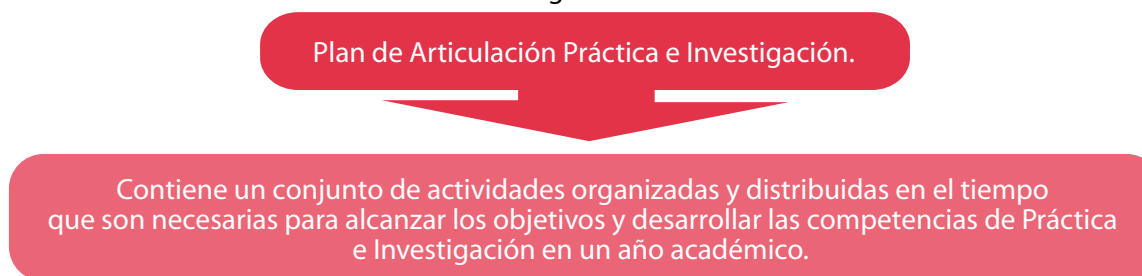 Plan de Articulación Práctica e Investigación.
Contiene un conjunto de actividades organizadas y distribuidas en el tiempo
que son necesarias para alcanzar los objetivos y desarrollar las competencias de Práctica
e Investigación en un año académico.